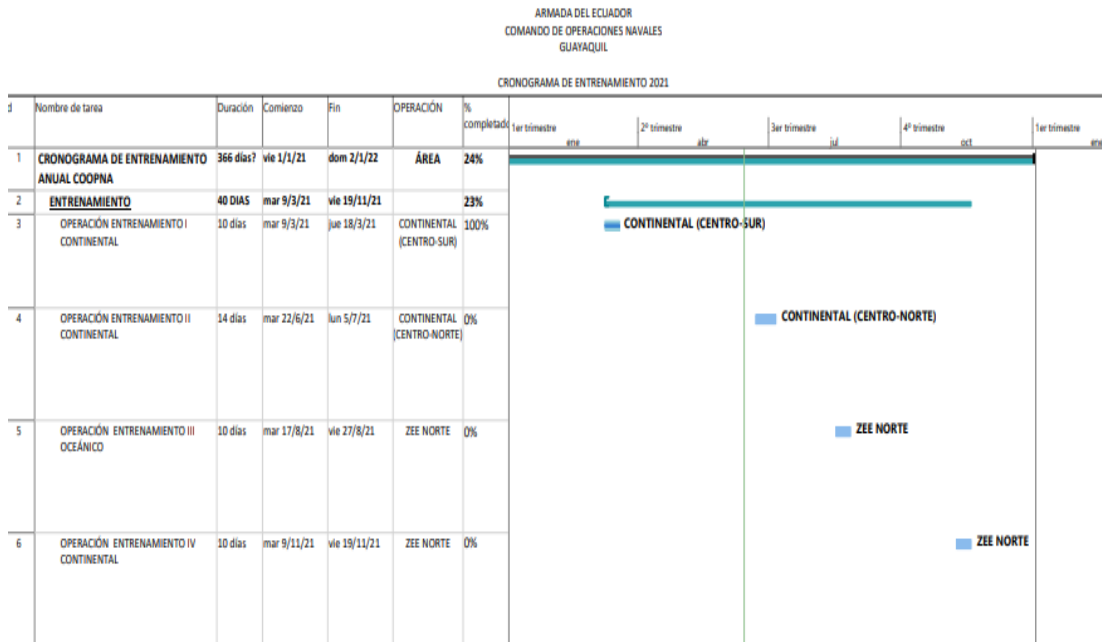 ARMADA DEL ECUADOR
COMANDO DE OPERACIONES NAVALES
GUAYAQUIL
CRONOGRAMA DE ENTRENAMIENTO 2021
d Nombre de tarea Duración Comienzo Fin OPERACIÓN %
completado
1er trimestre 2º trimestre 3er trimestre 4º trimestre 1er trimestre
ene abr jul oct ene
1 CRONOGRAMA DE ENTRENAMIENTO 366 días? vie 1/1/21 dom 2/1/22 ÁREA 24%
ANUAL COOPNA
2 ENTRENAMIENTO 40 DIAS mar 9/3/21 vie 19/11/21 23%
3 OPERACIÓN ENTRENAMIENTO I 10 días mar 9/3/21 jue 18/3/21 CONTINENTAL 100% CONTINENTAL (CENTRO-SUR)
CONTINENTAL (CENTRO-SUR)
4 OPERACIÓN ENTRENAMIENTO II 14 días mar 22/6/21 lun 5/7/21 CONTINENTAL 0% CONTINENTAL (CENTRO-NORTE)
CONTINENTAL (CENTRO-NORTE)
5 OPERACIÓN ENTRENAMIENTO III 10 días mar 17/8/21 vie 27/8/21 ZEE NORTE 0% ZEE NORTE
OCEÁNICO
6 OPERACIÓN ENTRENAMIENTO IV 10 días mar 9/11/21 vie 19/11/21 ZEE NORTE 0% ZEE NORTE
CONTINENTAL